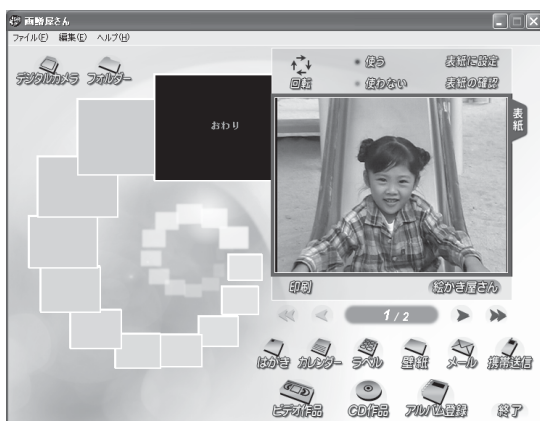 画廊屋さん
ファイル(F) 編集(E) ヘルプ(H)
デジタルカメラ フォルダー
おわり
回転
使う
使わない
表紙に設定
表紙の確認
表紙
印刷 絵かき屋さん
1 / 2
はがき カレンダー ラベル 壁紙 メール 携帯送信
ビデオ作品 CD作品 アルバム登録 終了